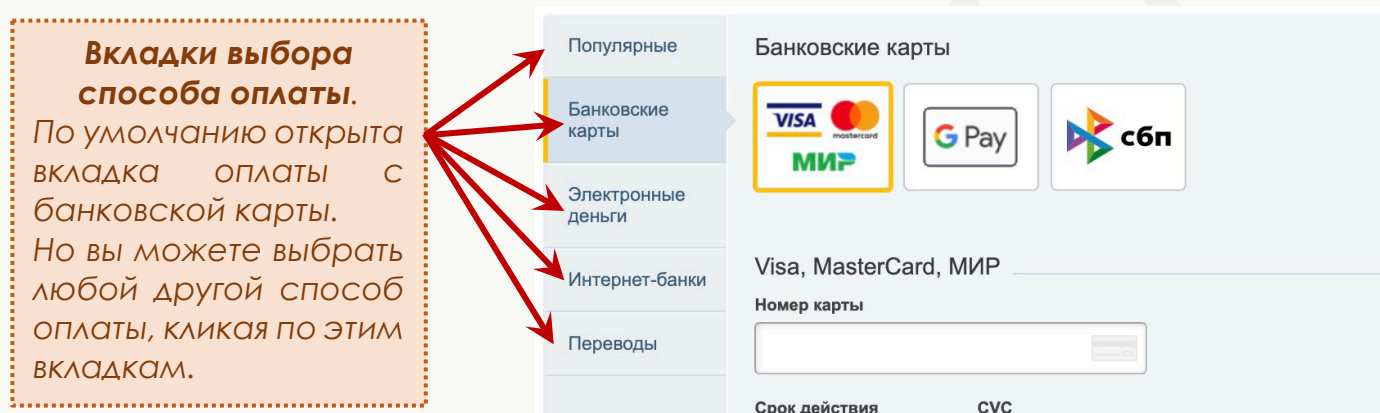 Вкладки выбора
способа оплаты.
По умолчанию открыта
вкладка оплаты с
банковской карты.
Но вы можете выбрать
любой другой способ
оплаты, кликая по этим
вкладкам.
Популярные
Банковские
карты
Электронные
деньги
Интернет-банки
Переводы
Банковские карты
VISA
mastercard
МИР
G Pay
сбп
Visa, MasterCard, МИР
Номер карты
Срок действия CVC